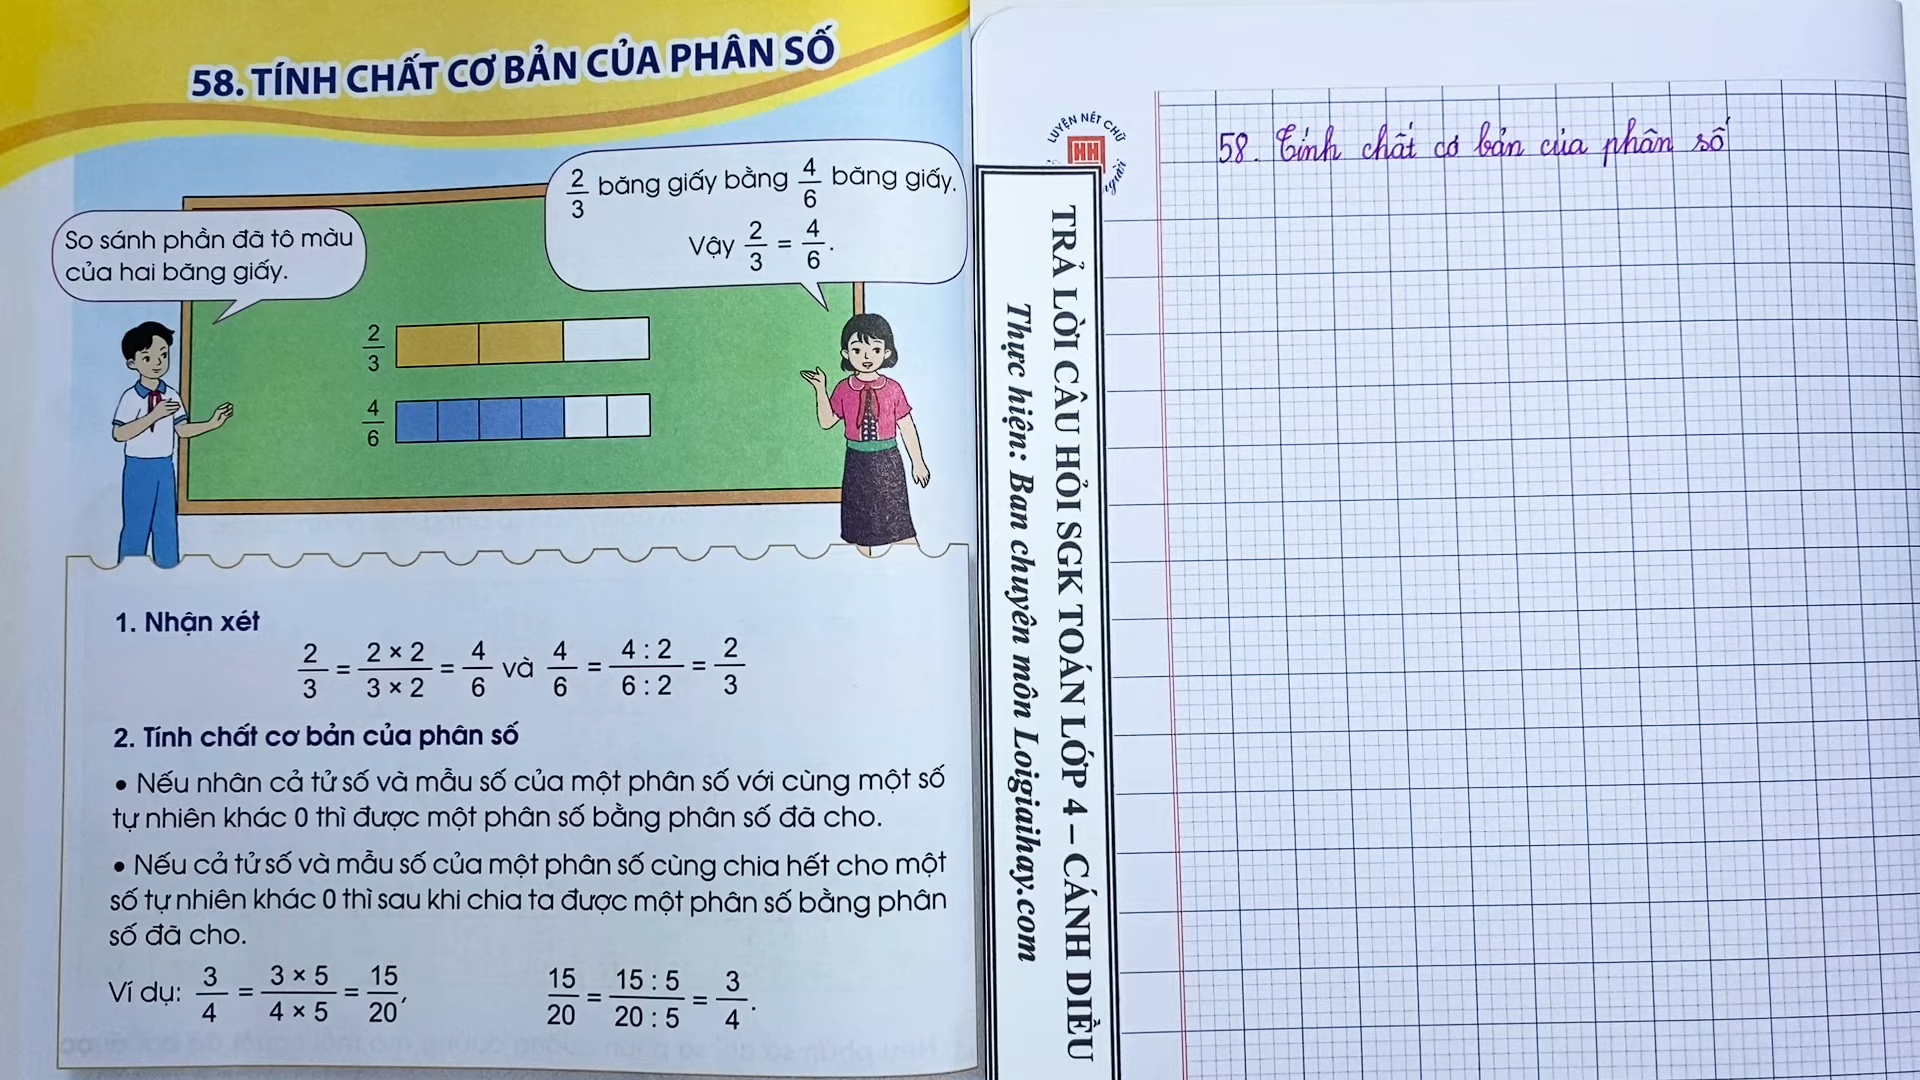 58. TÍNH CHẤT CƠ BẢN CỦA PHÂN SỐ
So sánh phần đã tô màu
của hai băng giấy.
2/3 băng giấy bằng 4/6 băng giấy.
Vậy 2/3 = 4/6.
2/3
4/6
1. Nhận xét
2/3 = 2 × 2/3 × 2 = 4/6 và 4/6 = 4 : 2/6 : 2 = 2/3
2. Tính chất cơ bản của phân số
• Nếu nhân cả tử số và mẫu số của một phân số với cùng một số
tự nhiên khác 0 thì được một phân số bằng phân số đã cho.
• Nếu cả tử số và mẫu số của một phân số cùng chia hết cho một
số tự nhiên khác 0 thì sau khi chia ta được một phân số bằng phân
số đã cho.
Ví dụ: 3/4 = 3 × 5/4 × 5 = 15/20, 15/20 = 15 : 5/20 : 5 = 3/4.
LUYỆN NÉT CHỮ
HH
TRẢ LỜI CÂU HỎI SGK TOÁN LỚP 4 – CÁNH DIỀU
Thực hiện: Ban chuyên môn Loigiaihay.com
58. Tính chất cơ bản của phân số